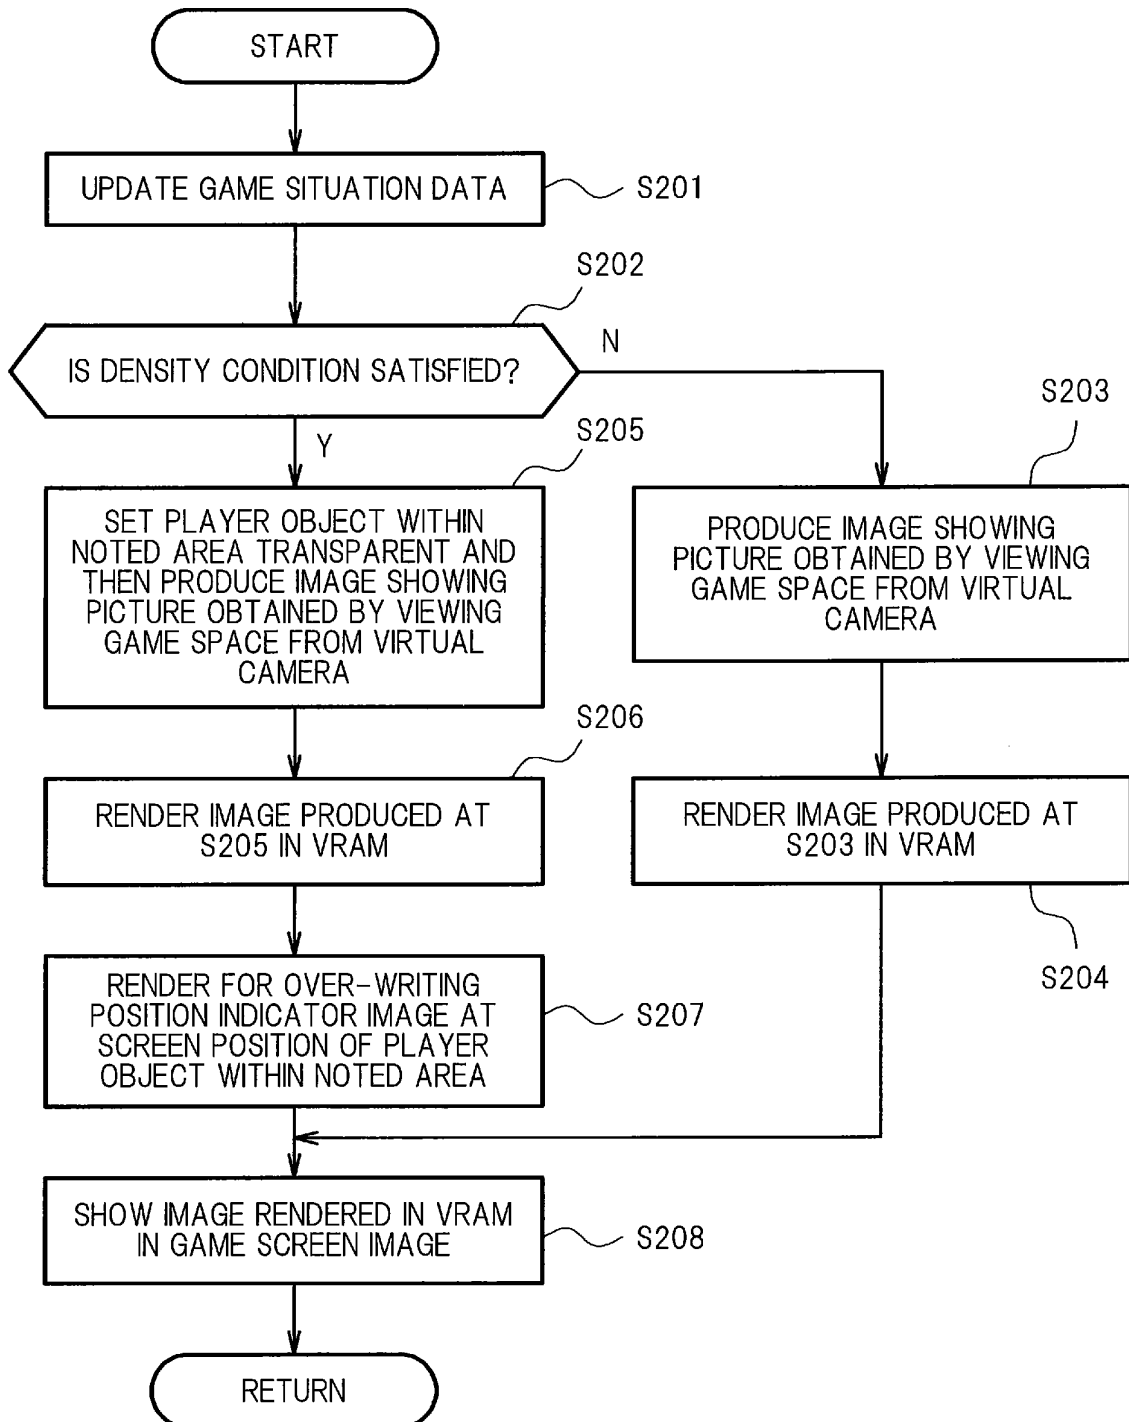 START
UPDATE GAME SITUATION DATA
S201
S202
IS DENSITY CONDITION SATISFIED?
N
Y
S205
SET PLAYER OBJECT WITHIN
NOTED AREA TRANSPARENT AND
THEN PRODUCE IMAGE SHOWING
PICTURE OBTAINED BY VIEWING
GAME SPACE FROM VIRTUAL
CAMERA
S203
PRODUCE IMAGE SHOWING
PICTURE OBTAINED BY VIEWING
GAME SPACE FROM VIRTUAL
CAMERA
S206
RENDER IMAGE PRODUCED AT
S205 IN VRAM
RENDER IMAGE PRODUCED AT
S203 IN VRAM
S204
RENDER FOR OVER-WRITING
POSITION INDICATOR IMAGE AT
SCREEN POSITION OF PLAYER
OBJECT WITHIN NOTED AREA
S207
SHOW IMAGE RENDERED IN VRAM
IN GAME SCREEN IMAGE
S208
RETURN